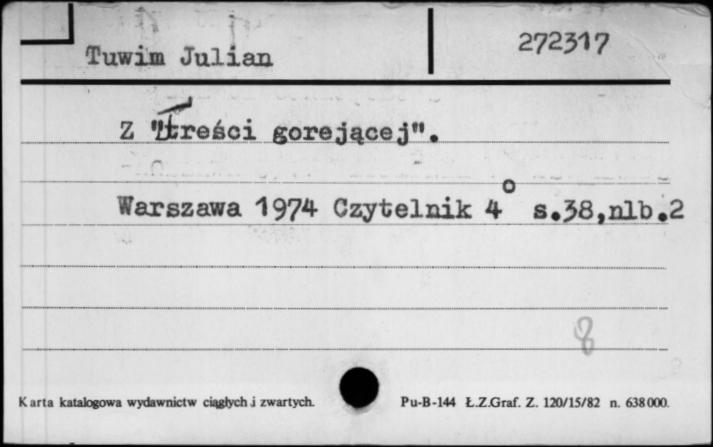 Tuwim Julian
272317
Z "Treści gorejącej".
Warszawa 1974 Czytelnik 4° s.38,nlb.2
8
Karta katalogowa wydawnictw ciągłych i zwartych.
Pu-B-144 Ł.Z.Graf. Z. 120/15/82 n. 638000.